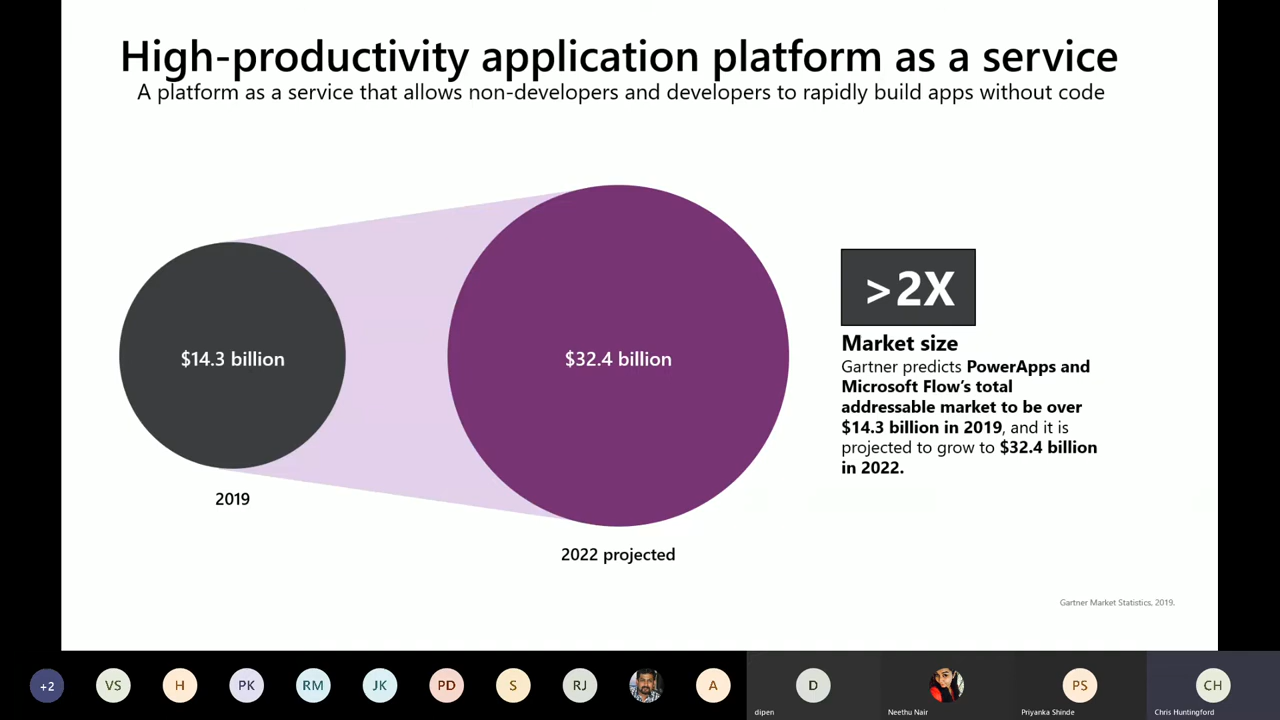 High-productivity application platform as a service
A platform as a service that allows non-developers and developers to rapidly build apps without code
$14.3 billion
$32.4 billion
2019
2022 projected
>2X
Market size
Gartner predicts PowerApps and
Microsoft Flow’s total
addressable market to be over
$14.3 billion in 2019, and it is
projected to grow to $32.4 billion
in 2022.
Gartner Market Statistics, 2019.
+2 VS H PK RM JK PD S RJ A D PS CH
dipen Neethu Nair Priyanka Shinde Chris Huntingford